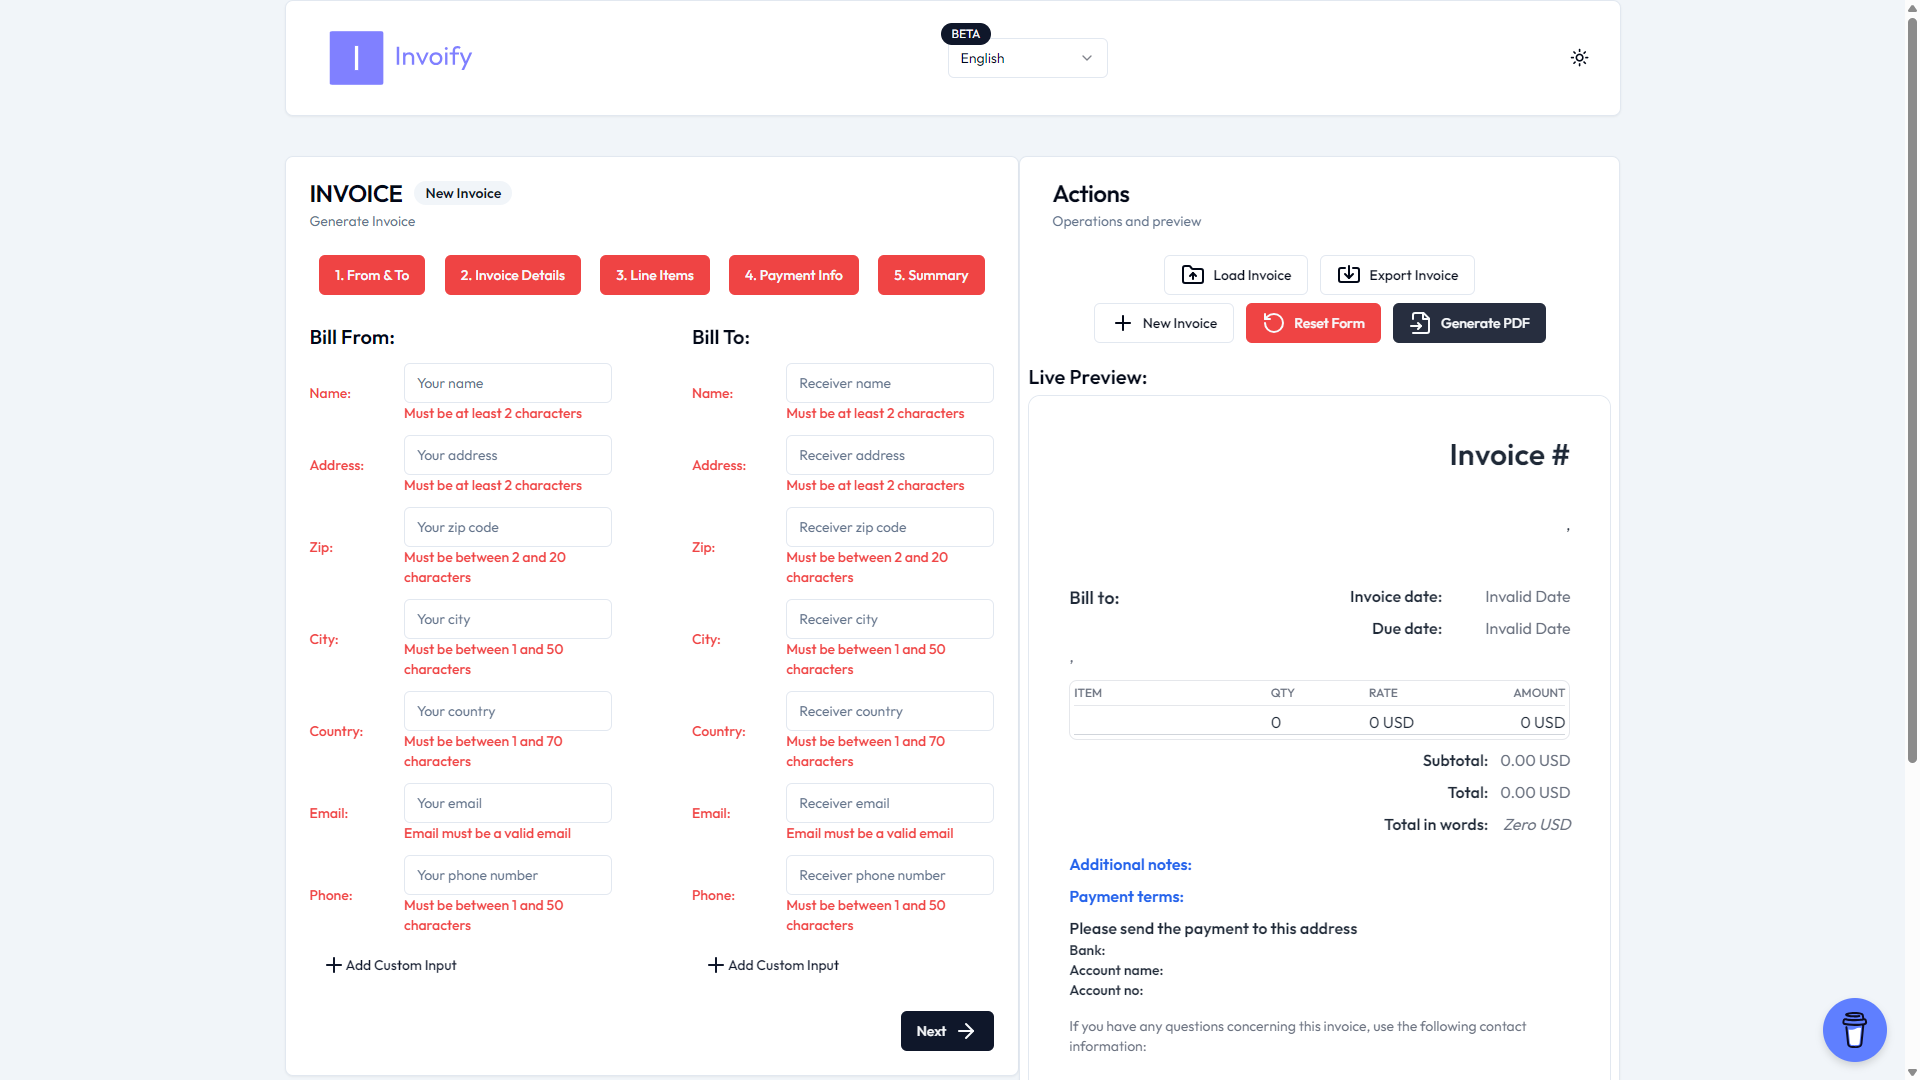 Invoify
BETA
English
INVOICE
New Invoice
Generate Invoice
1. From & To
2. Invoice Details
3. Line Items
4. Payment Info
5. Summary
Bill From:
Name:
Your name
Must be at least 2 characters
Address:
Your address
Must be at least 2 characters
Zip:
Your zip code
Must be between 2 and 20
characters
City:
Your city
Must be between 1 and 50
characters
Country:
Your country
Must be between 1 and 70
characters
Email:
Your email
Email must be a valid email
Phone:
Your phone number
Must be between 1 and 50
characters
Add Custom Input
Bill To:
Name:
Receiver name
Must be at least 2 characters
Address:
Receiver address
Must be at least 2 characters
Zip:
Receiver zip code
Must be between 2 and 20
characters
City:
Receiver city
Must be between 1 and 50
characters
Country:
Receiver country
Must be between 1 and 70
characters
Email:
Receiver email
Email must be a valid email
Phone:
Receiver phone number
Must be between 1 and 50
characters
Add Custom Input
Next
Actions
Operations and preview
Load Invoice
Export Invoice
New Invoice
Reset Form
Generate PDF
Live Preview:
Invoice #
,
Bill to:
,
Invoice date: Invalid Date
Due date: Invalid Date
ITEM QTY RATE AMOUNT
0 0 USD 0 USD
Subtotal: 0.00 USD
Total: 0.00 USD
Total in words: Zero USD
Additional notes:
Payment terms:
Please send the payment to this address
Bank:
Account name:
Account no:
If you have any questions concerning this invoice, use the following contact
information: